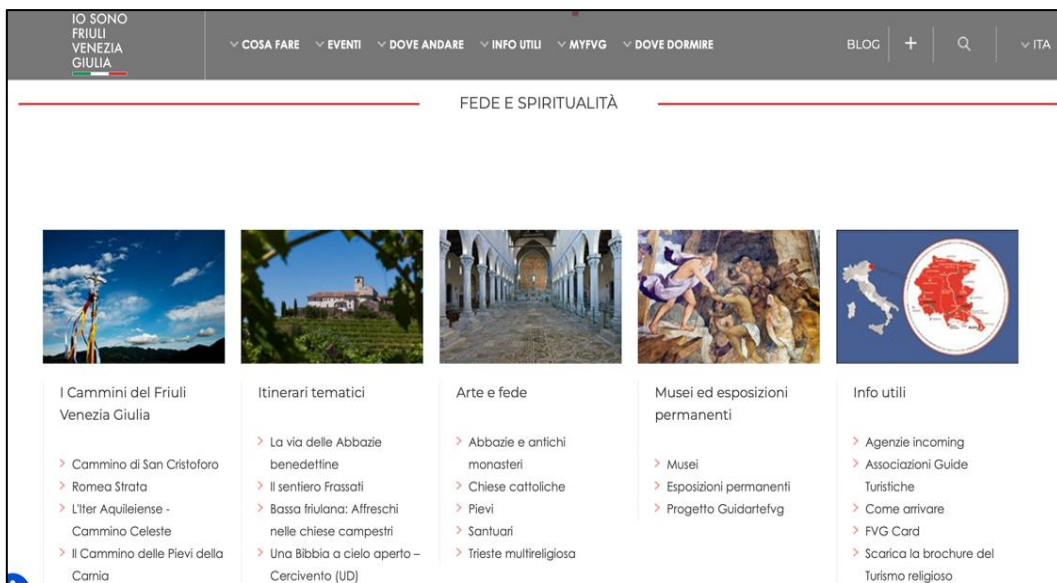 IO SONO
FRIULI
VENEZIA
GIULIA
COSA FARE
EVENTI
DOVE ANDARE
INFO UTILI
MYFVG
DOVE DORMIRE
BLOG
+
ITA
FEDE E SPIRITUALITÀ
I Cammini del Friuli
Venezia Giulia
Cammino di San Cristoforo
Romea Strata
L'Iter Aquileiense -
Cammino Celeste
Il Cammino delle Pievi della
Carnia
Itinerari tematici
La via delle Abbazie
benedettine
Il sentiero Frassati
Bassa friulana: Affreschi
nelle chiese campestri
Una Bibbia a cielo aperto –
Cercivento (UD)
Arte e fede
Abbazie e antichi
monasteri
Chiese cattoliche
Pievi
Santuari
Trieste multireligiosa
Musei ed esposizioni
permanenti
Musei
Esposizioni permanenti
Progetto Guidartefvg
Info utili
Agenzie incoming
Associazioni Guide
Turistiche
Come arrivare
FVG Card
Scarica la brochure del
Turismo religioso